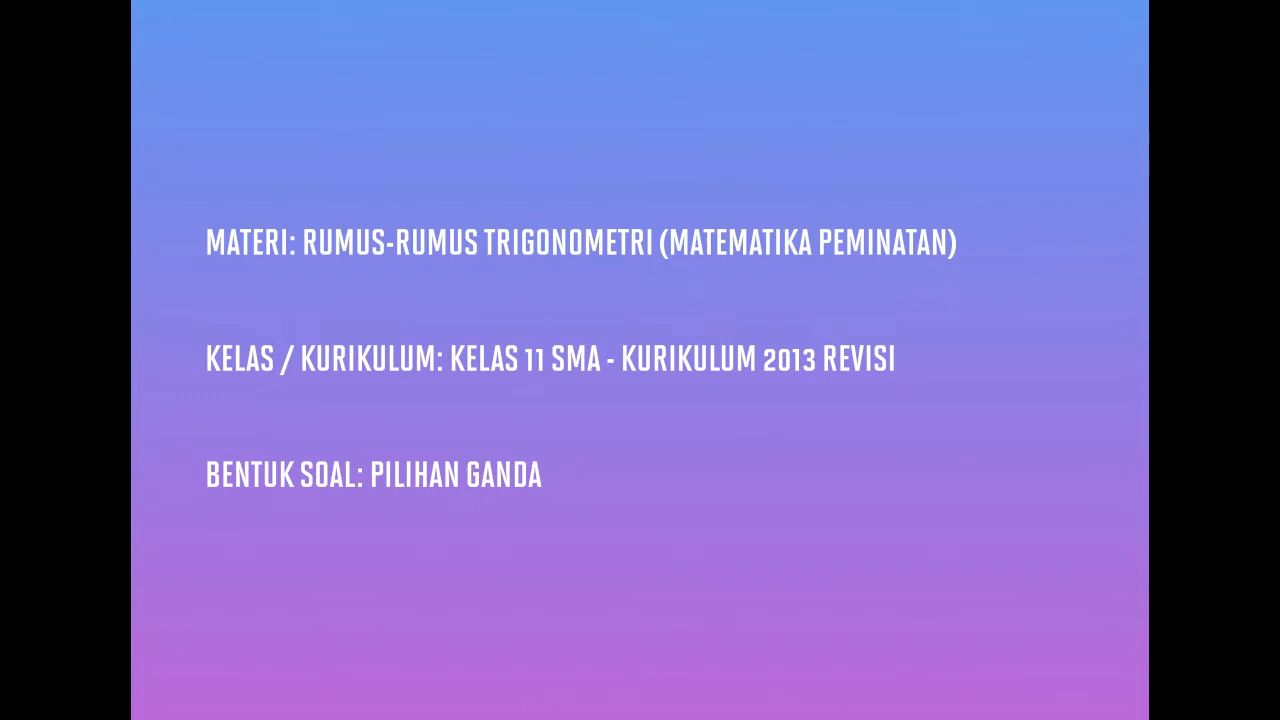 MATERI: RUMUS-RUMUS TRIGONOMETRI (MATEMATIKA PEMINATAN)
KELAS / KURIKULUM: KELAS 11 SMA - KURIKULUM 2013 REVISI
BENTUK SOAL: PILIHAN GANDA